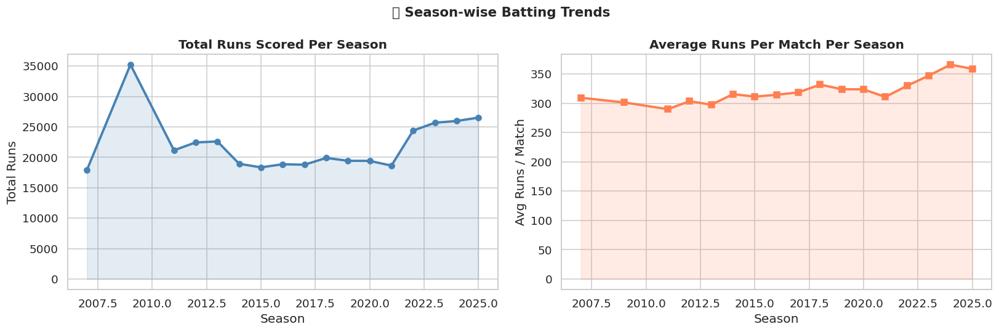 Season-wise Batting Trends
Total Runs Scored Per Season
Total Runs
35000
30000
25000
20000
15000
10000
5000
0
2007.5 2010.0 2012.5 2015.0 2017.5 2020.0 2022.5 2025.0
Season
Average Runs Per Match Per Season
Avg Runs / Match
350
300
250
200
150
100
50
0
2007.5 2010.0 2012.5 2015.0 2017.5 2020.0 2022.5 2025.0
Season